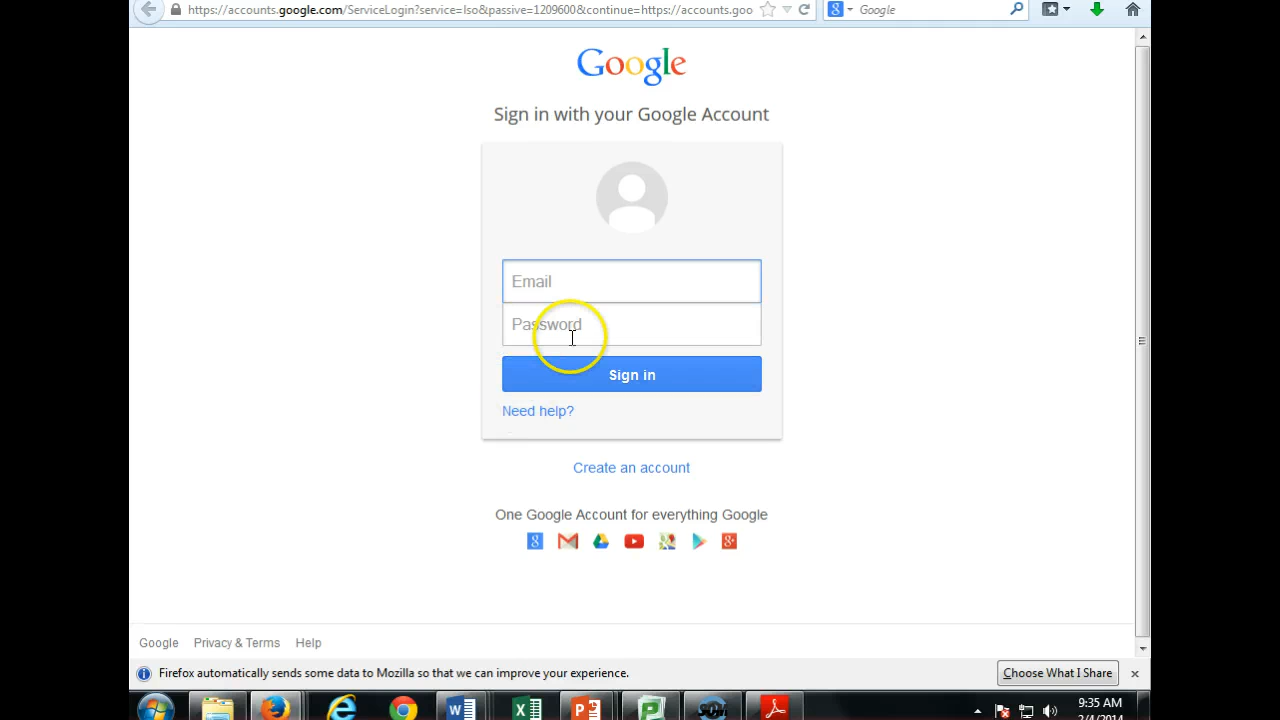 https://accounts.google.com/ServiceLogin?service=lso&passive=1209600&continue=https://accounts.goo
Google
Google
Sign in with your Google Account
Email
Password
Sign in
Need help?
Create an account
One Google Account for everything Google
Google Privacy & Terms Help
Firefox automatically sends some data to Mozilla so that we can improve your experience.
Choose What I Share
9:35 AM
2/4/2014